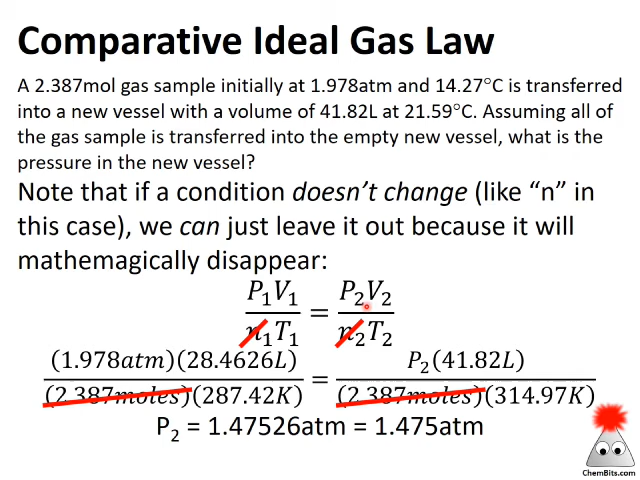 Comparative Ideal Gas Law
A 2.387mol gas sample initially at 1.978atm and 14.27°C is transferred
into a new vessel with a volume of 41.82L at 21.59°C. Assuming all of
the gas sample is transferred into the empty new vessel, what is the
pressure in the new vessel?
Note that if a condition doesn't change (like "n" in
this case), we can just leave it out because it will
mathemagically disappear:
P₁V₁ / n₁T₁ = P₂V₂ / n₂T₂
(1.978atm)(28.4626L) / (2.387moles)(287.42K) = P₂(41.82L) / (2.387moles)(314.97K)
P₂ = 1.47526atm = 1.475atm
ChemBits.com